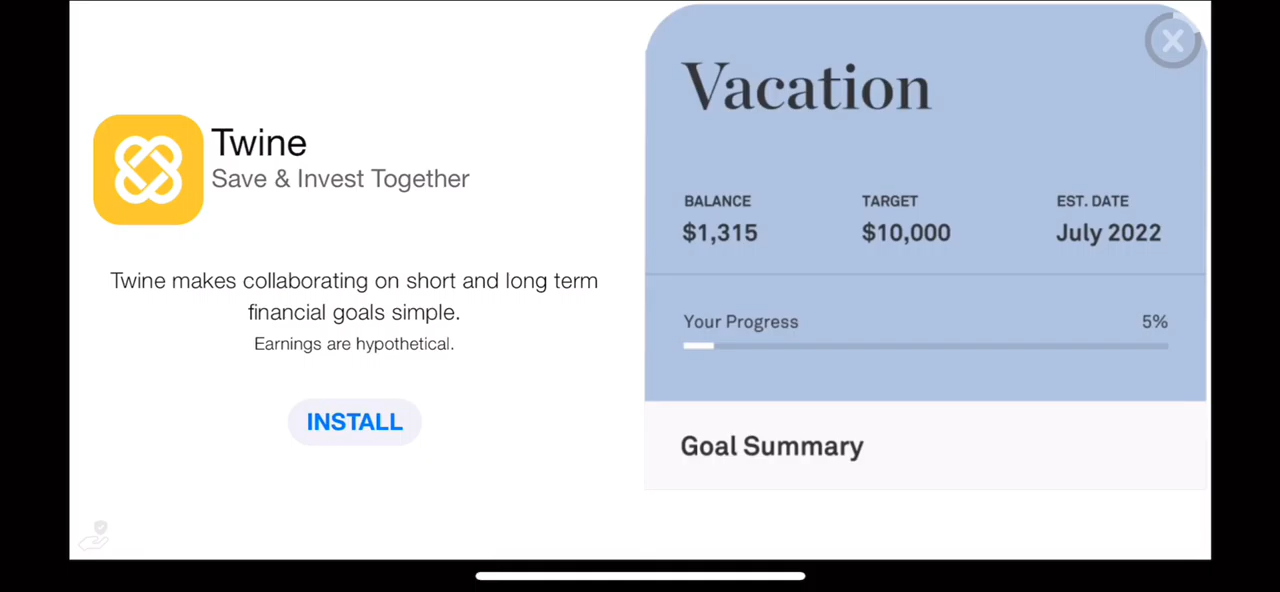 Twine
Save & Invest Together
Twine makes collaborating on short and long term
financial goals simple.
Earnings are hypothetical.
INSTALL
Vacation
BALANCE TARGET EST. DATE
$1,315 $10,000 July 2022
Your Progress 5%
Goal Summary